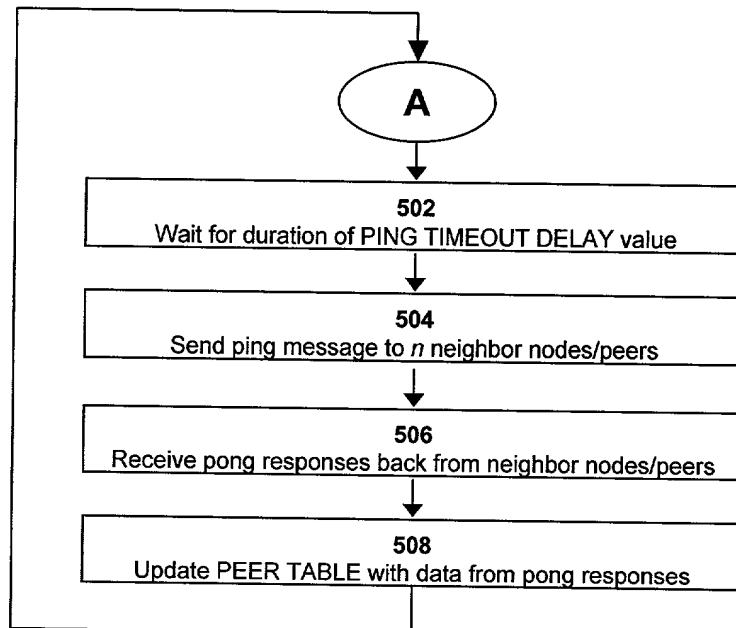 A
502
Wait for duration of PING TIMEOUT DELAY value
504
Send ping message to n neighbor nodes/peers
506
Receive pong responses back from neighbor nodes/peers
508
Update PEER TABLE with data from pong responses